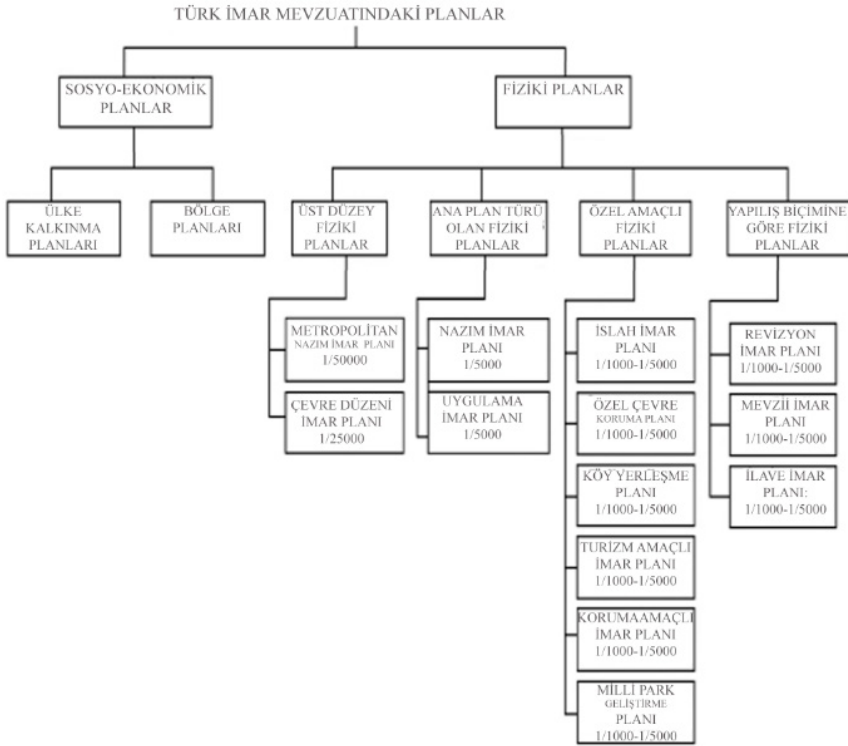 TÜRK İMAR MEVZUATINDAKİ PLANLAR
SOSYO-EKONOMİK
PLANLAR
FİZİKİ PLANLAR
ÜLKE
KALKINMA
PLANLARI
BÖLGE
PLANLARI
ÜST DÜZEY
FİZİKİ
PLANLAR
ANA PLAN TÜRÜ
OLAN FİZİKİ
PLANLAR
ÖZEL AMAÇLI
FİZİKİ
PLANLAR
YAPILIŞ BİÇİMİNE
GÖRE FİZİKİ
PLANLAR
METROPOLİTAN
NAZIM İMAR PLANI
1/50000
ÇEVRE DÜZENİ
İMAR PLANI
1/25000
NAZIM İMAR
PLANI
1/5000
UYGULAMA
İMAR PLANI
1/5000
İSLAH İMAR
PLANI
1/1000-1/5000
ÖZEL ÇEVRE
KORUMA PLANI
1/1000-1/5000
KÖY YERLEŞME
PLANI
1/1000-1/5000
TURİZM AMAÇLI
İMAR PLANI
1/1000-1/5000
KORUMAAMAÇLI
İMAR PLANI
1/1000-1/5000
MİLLİ PARK
GELİŞTİRME
PLANI
1/1000-1/5000
REVİZYON
İMAR PLANI
1/1000-1/5000
MEVZİİ İMAR
PLANI
1/1000-1/5000
İLAVE İMAR
PLANI:
1/1000-1/5000